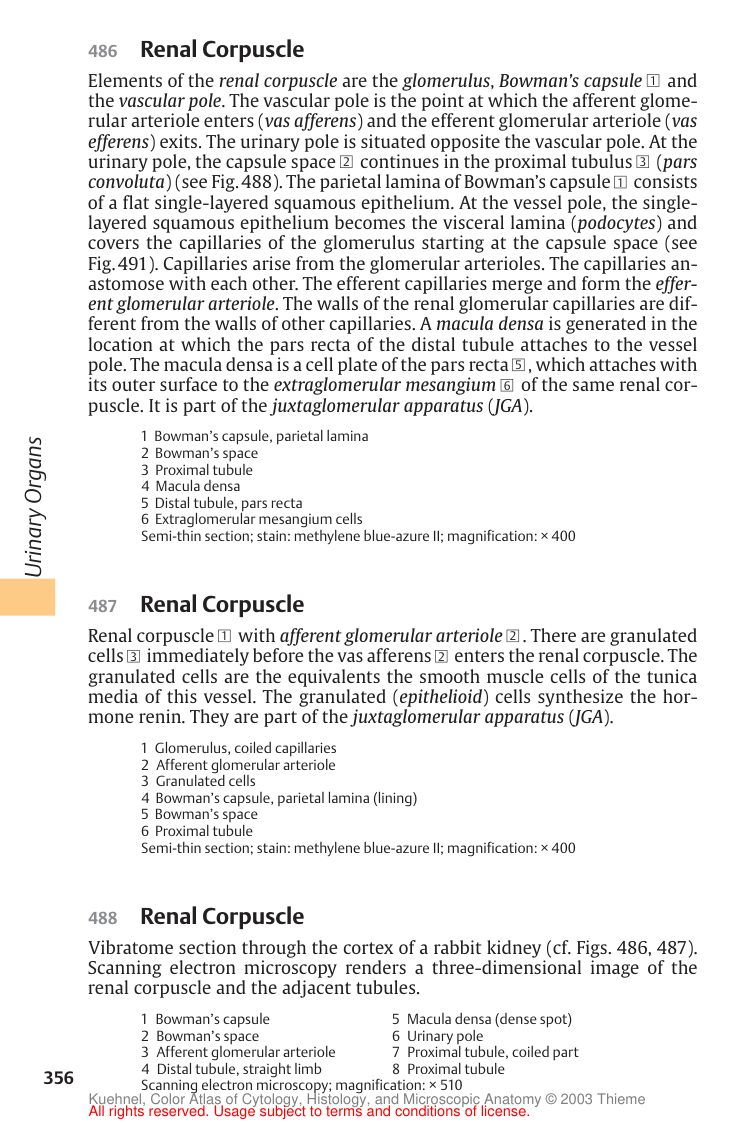 486 Renal Corpuscle
Elements of the renal corpuscle are the glomerulus, Bowman's capsule 1 and
the vascular pole. The vascular pole is the point at which the afferent glome-
rular arteriole enters (vas afferens) and the efferent glomerular arteriole (vas
efferens) exits. The urinary pole is situated opposite the vascular pole. At the
urinary pole, the capsule space 2 continues in the proximal tubulus 3 (pars
convoluta) (see Fig. 488). The parietal lamina of Bowman's capsule 1 consists
of a flat single-layered squamous epithelium. At the vessel pole, the single-
layered squamous epithelium becomes the visceral lamina (podocytes) and
covers the capillaries of the glomerulus starting at the capsule space (see
Fig. 491). Capillaries arise from the glomerular arterioles. The capillaries an-
astomose with each other. The efferent capillaries merge and form the effer-
ent glomerular arteriole. The walls of the renal glomerular capillaries are dif-
ferent from the walls of other capillaries. A macula densa is generated in the
location at which the pars recta of the distal tubule attaches to the vessel
pole. The macula densa is a cell plate of the pars recta 5, which attaches with
its outer surface to the extraglomerular mesangium 6 of the same renal cor-
puscle. It is part of the juxtaglomerular apparatus (JGA).
1 Bowman's capsule, parietal lamina
2 Bowman's space
3 Proximal tubule
4 Macula densa
5 Distal tubule, pars recta
6 Extraglomerular mesangium cells
Semi-thin section; stain: methylene blue-azure II; magnification: × 400
Urinary Organs
487 Renal Corpuscle
Renal corpuscle 1 with afferent glomerular arteriole 2. There are granulated
cells 3 immediately before the vas afferens 2 enters the renal corpuscle. The
granulated cells are the equivalents the smooth muscle cells of the tunica
media of this vessel. The granulated (epithelioid) cells synthesize the hor-
mone renin. They are part of the juxtaglomerular apparatus (JGA).
1 Glomerulus, coiled capillaries
2 Afferent glomerular arteriole
3 Granulated cells
4 Bowman's capsule, parietal lamina (lining)
5 Bowman's space
6 Proximal tubule
Semi-thin section; stain: methylene blue-azure II; magnification: × 400
488 Renal Corpuscle
Vibratome section through the cortex of a rabbit kidney (cf. Figs. 486, 487).
Scanning electron microscopy renders a three-dimensional image of the
renal corpuscle and the adjacent tubules.
1 Bowman's capsule
2 Bowman's space
3 Afferent glomerular arteriole
4 Distal tubule, straight limb
5 Macula densa (dense spot)
6 Urinary pole
7 Proximal tubule, coiled part
8 Proximal tubule
Scanning electron microscopy; magnification: × 510
356
Kuehnel, Color Atlas of Cytology, Histology, and Microscopic Anatomy © 2003 Thieme
All rights reserved. Usage subject to terms and conditions of license.